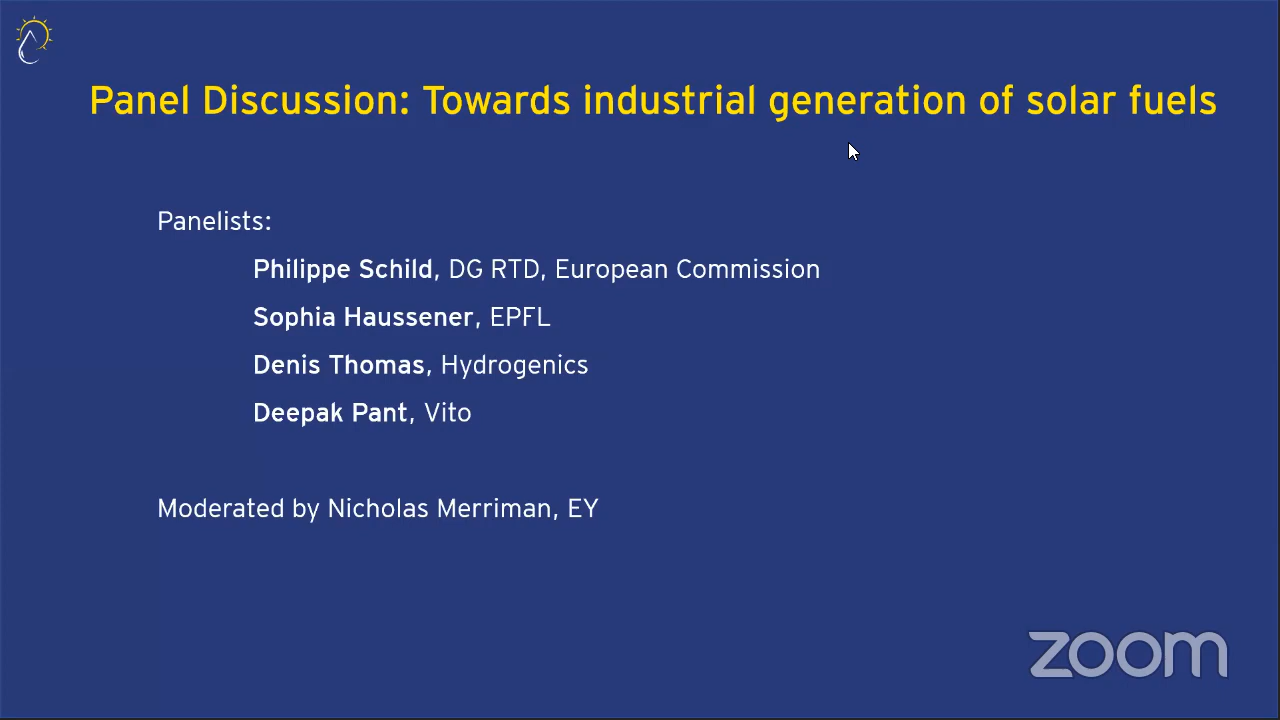 Panel Discussion: Towards industrial generation of solar fuels
Panelists:
Philippe Schild, DG RTD, European Commission
Sophia Haussener, EPFL
Denis Thomas, Hydrogenics
Deepak Pant, Vito
Moderated by Nicholas Merriman, EY
zoom